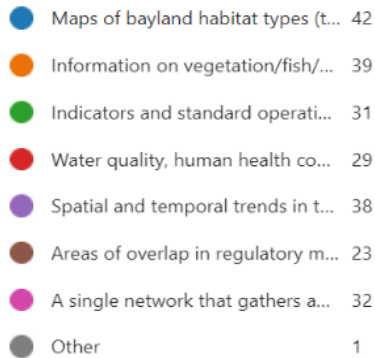 Maps of bayland habitat types (t... 42
Information on vegetation/fish/... 39
Indicators and standard operati... 31
Water quality, human health co... 29
Spatial and temporal trends in t... 38
Areas of overlap in regulatory m... 23
A single network that gathers a... 32
Other 1